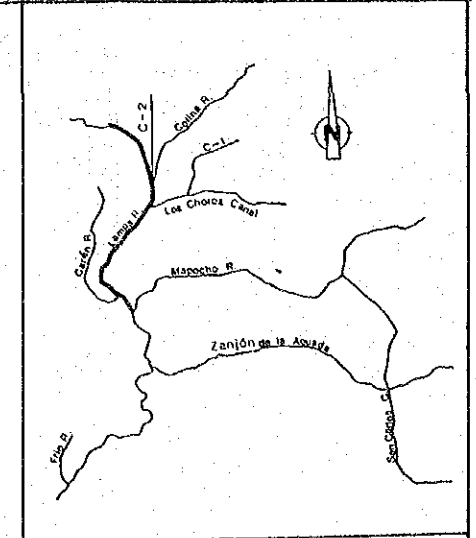 C-2
Colina R.
C-1
Los Choros Canal
Lampa R.
Carén R.
Mapocho R.
Zanjón de la Aguada
San Carlos C.
Frio R.
N